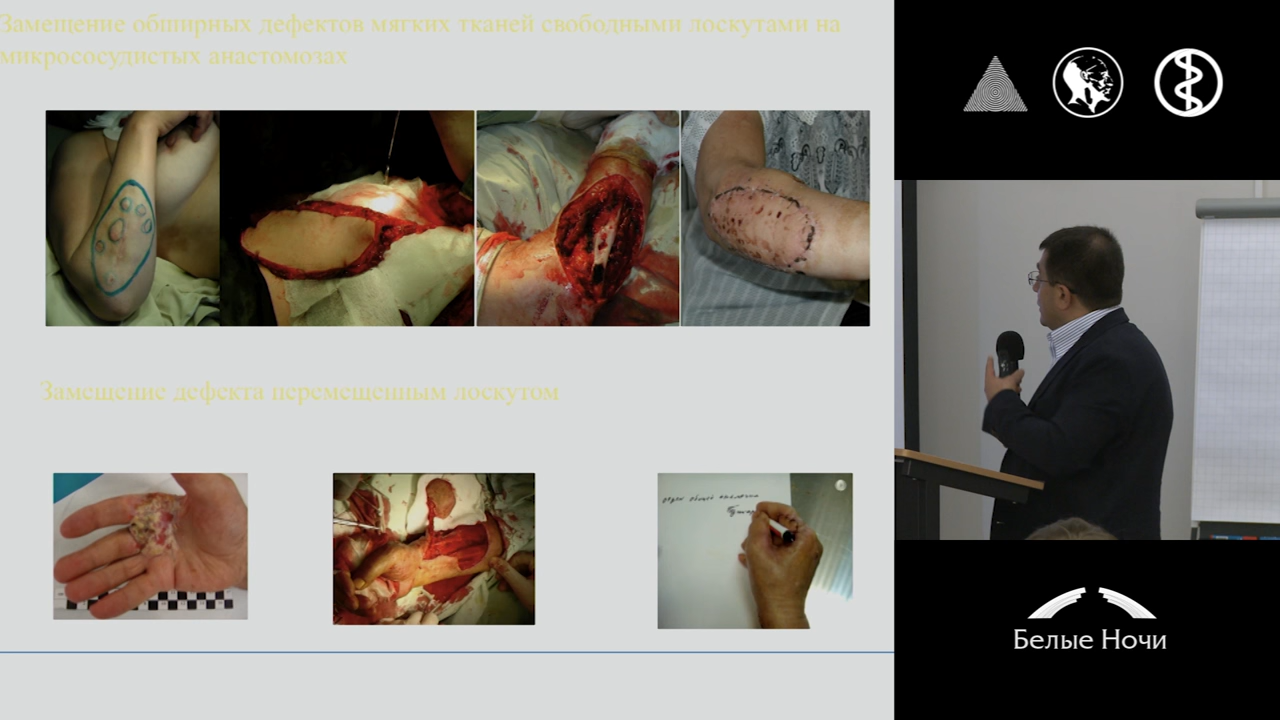 Замещение обширных дефектов мягких тканей свободными лоскутами на
микрососудистых анастомозах
Замещение дефекта перемещенным лоскутом
Белые Ночи